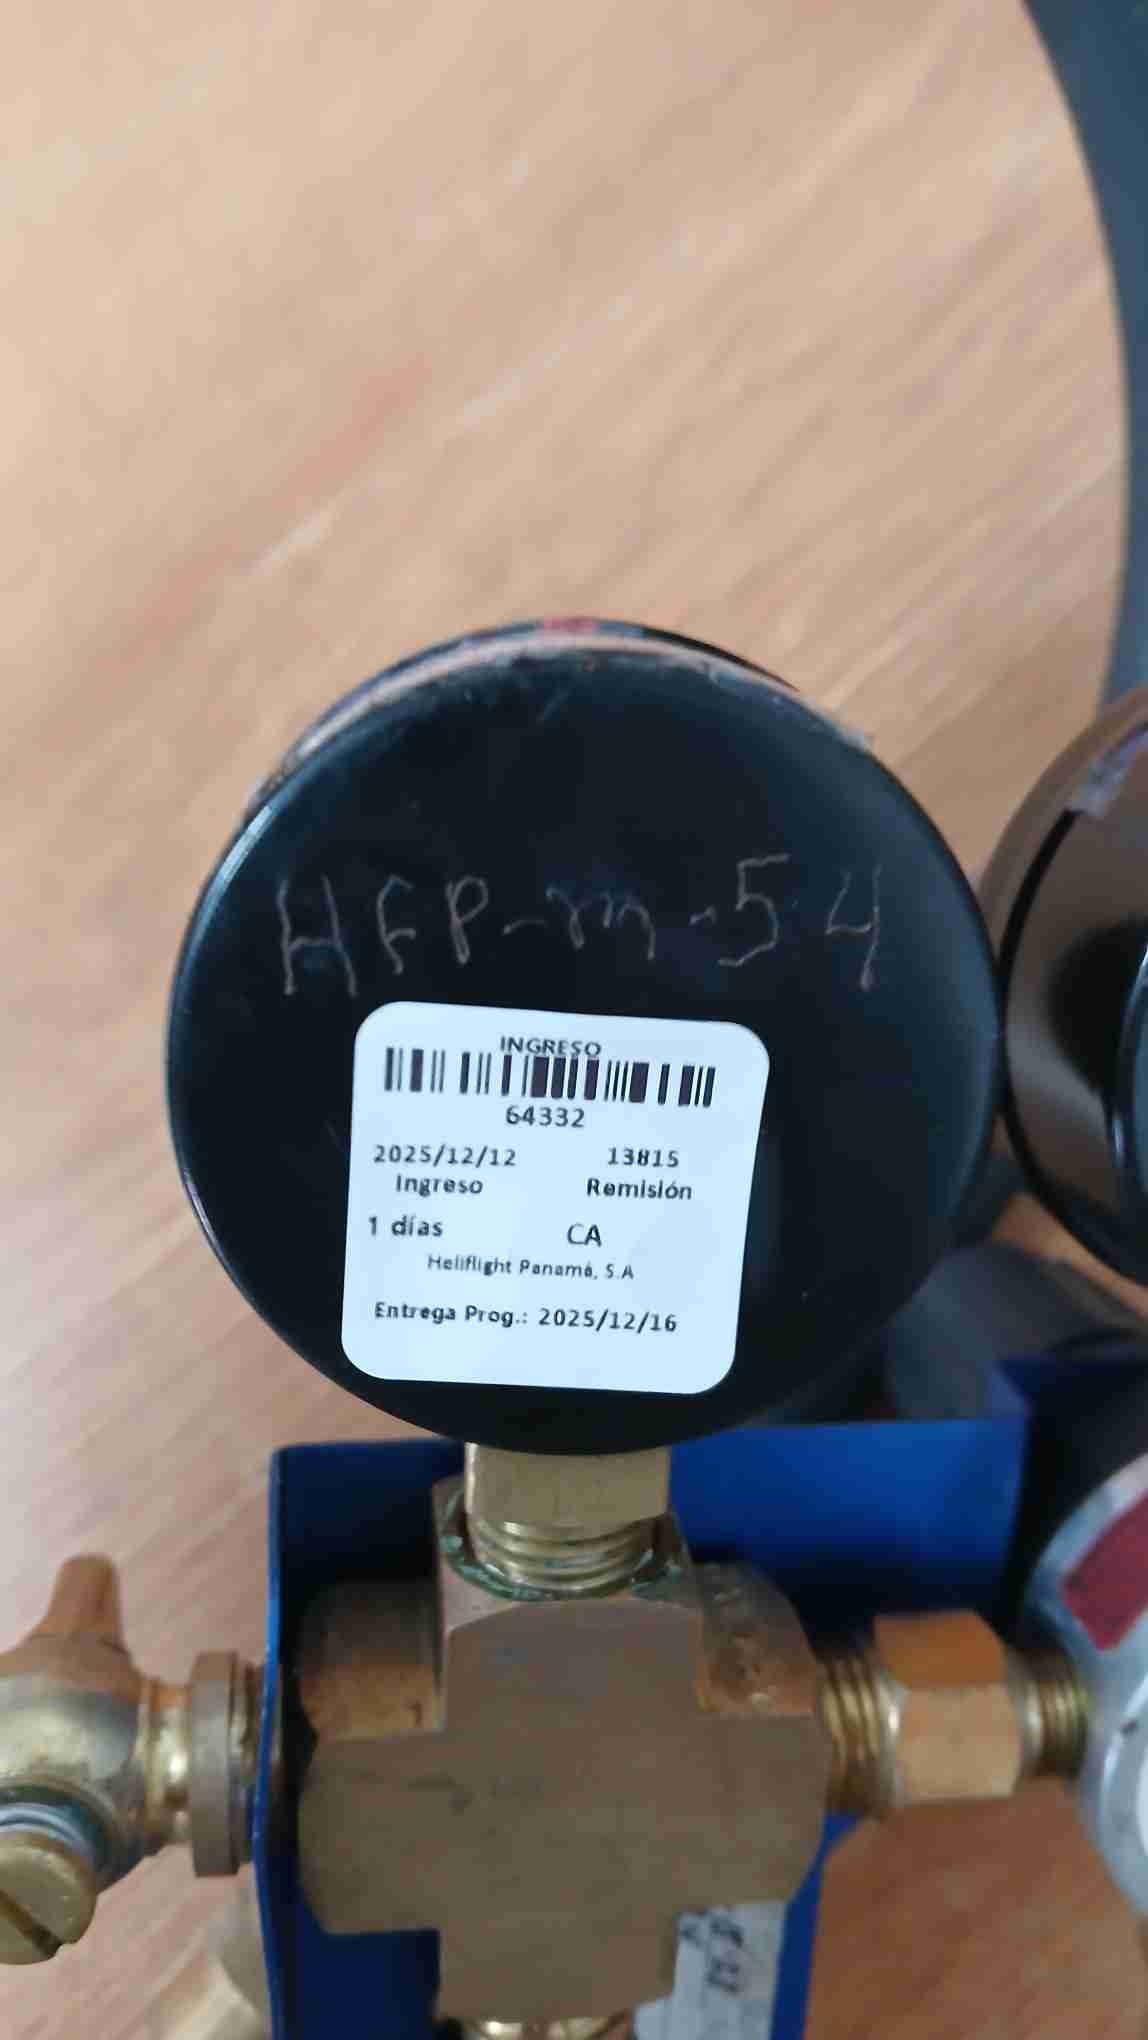 HFP-m-54
INGRESO
64332
2025/12/12 13815
Ingreso Remisión
1 días CA
Heliflight Panamá, S.A
Entrega Prog.: 2025/12/16